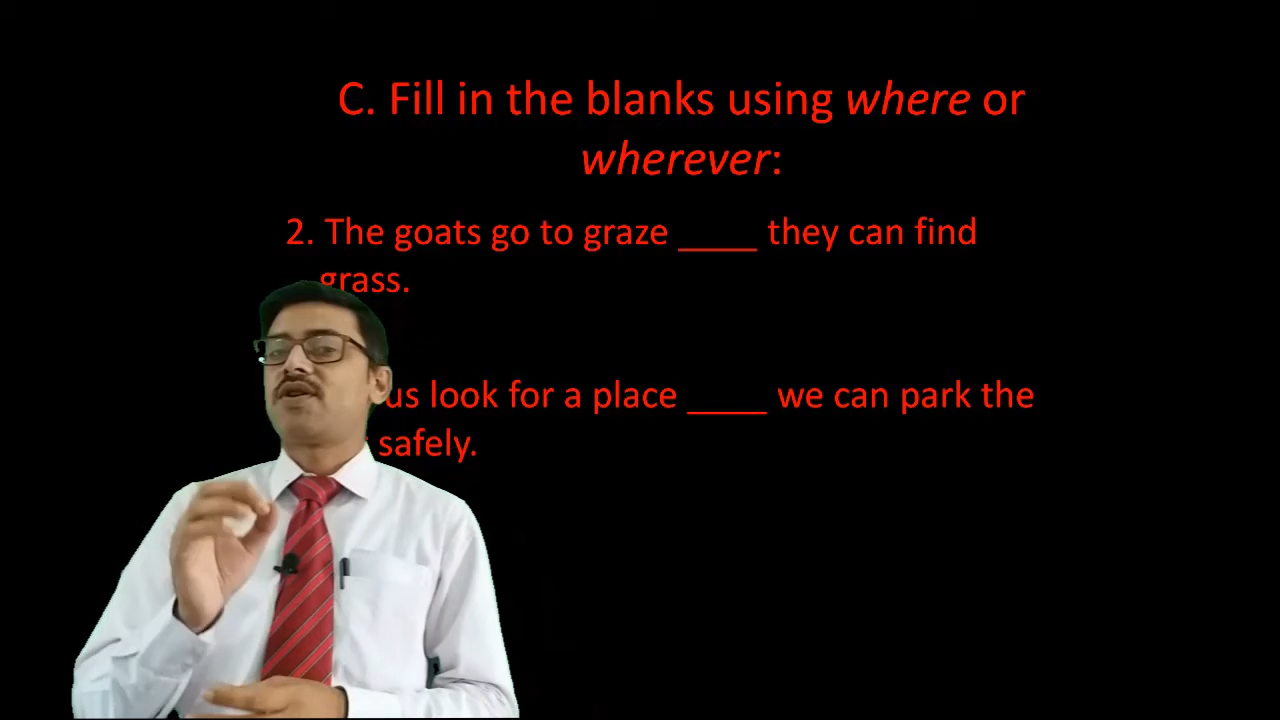 C. Fill in the blanks using where or
wherever:
2. The goats go to graze ____ they can find
grass.
us look for a place ____ we can park the
safely.